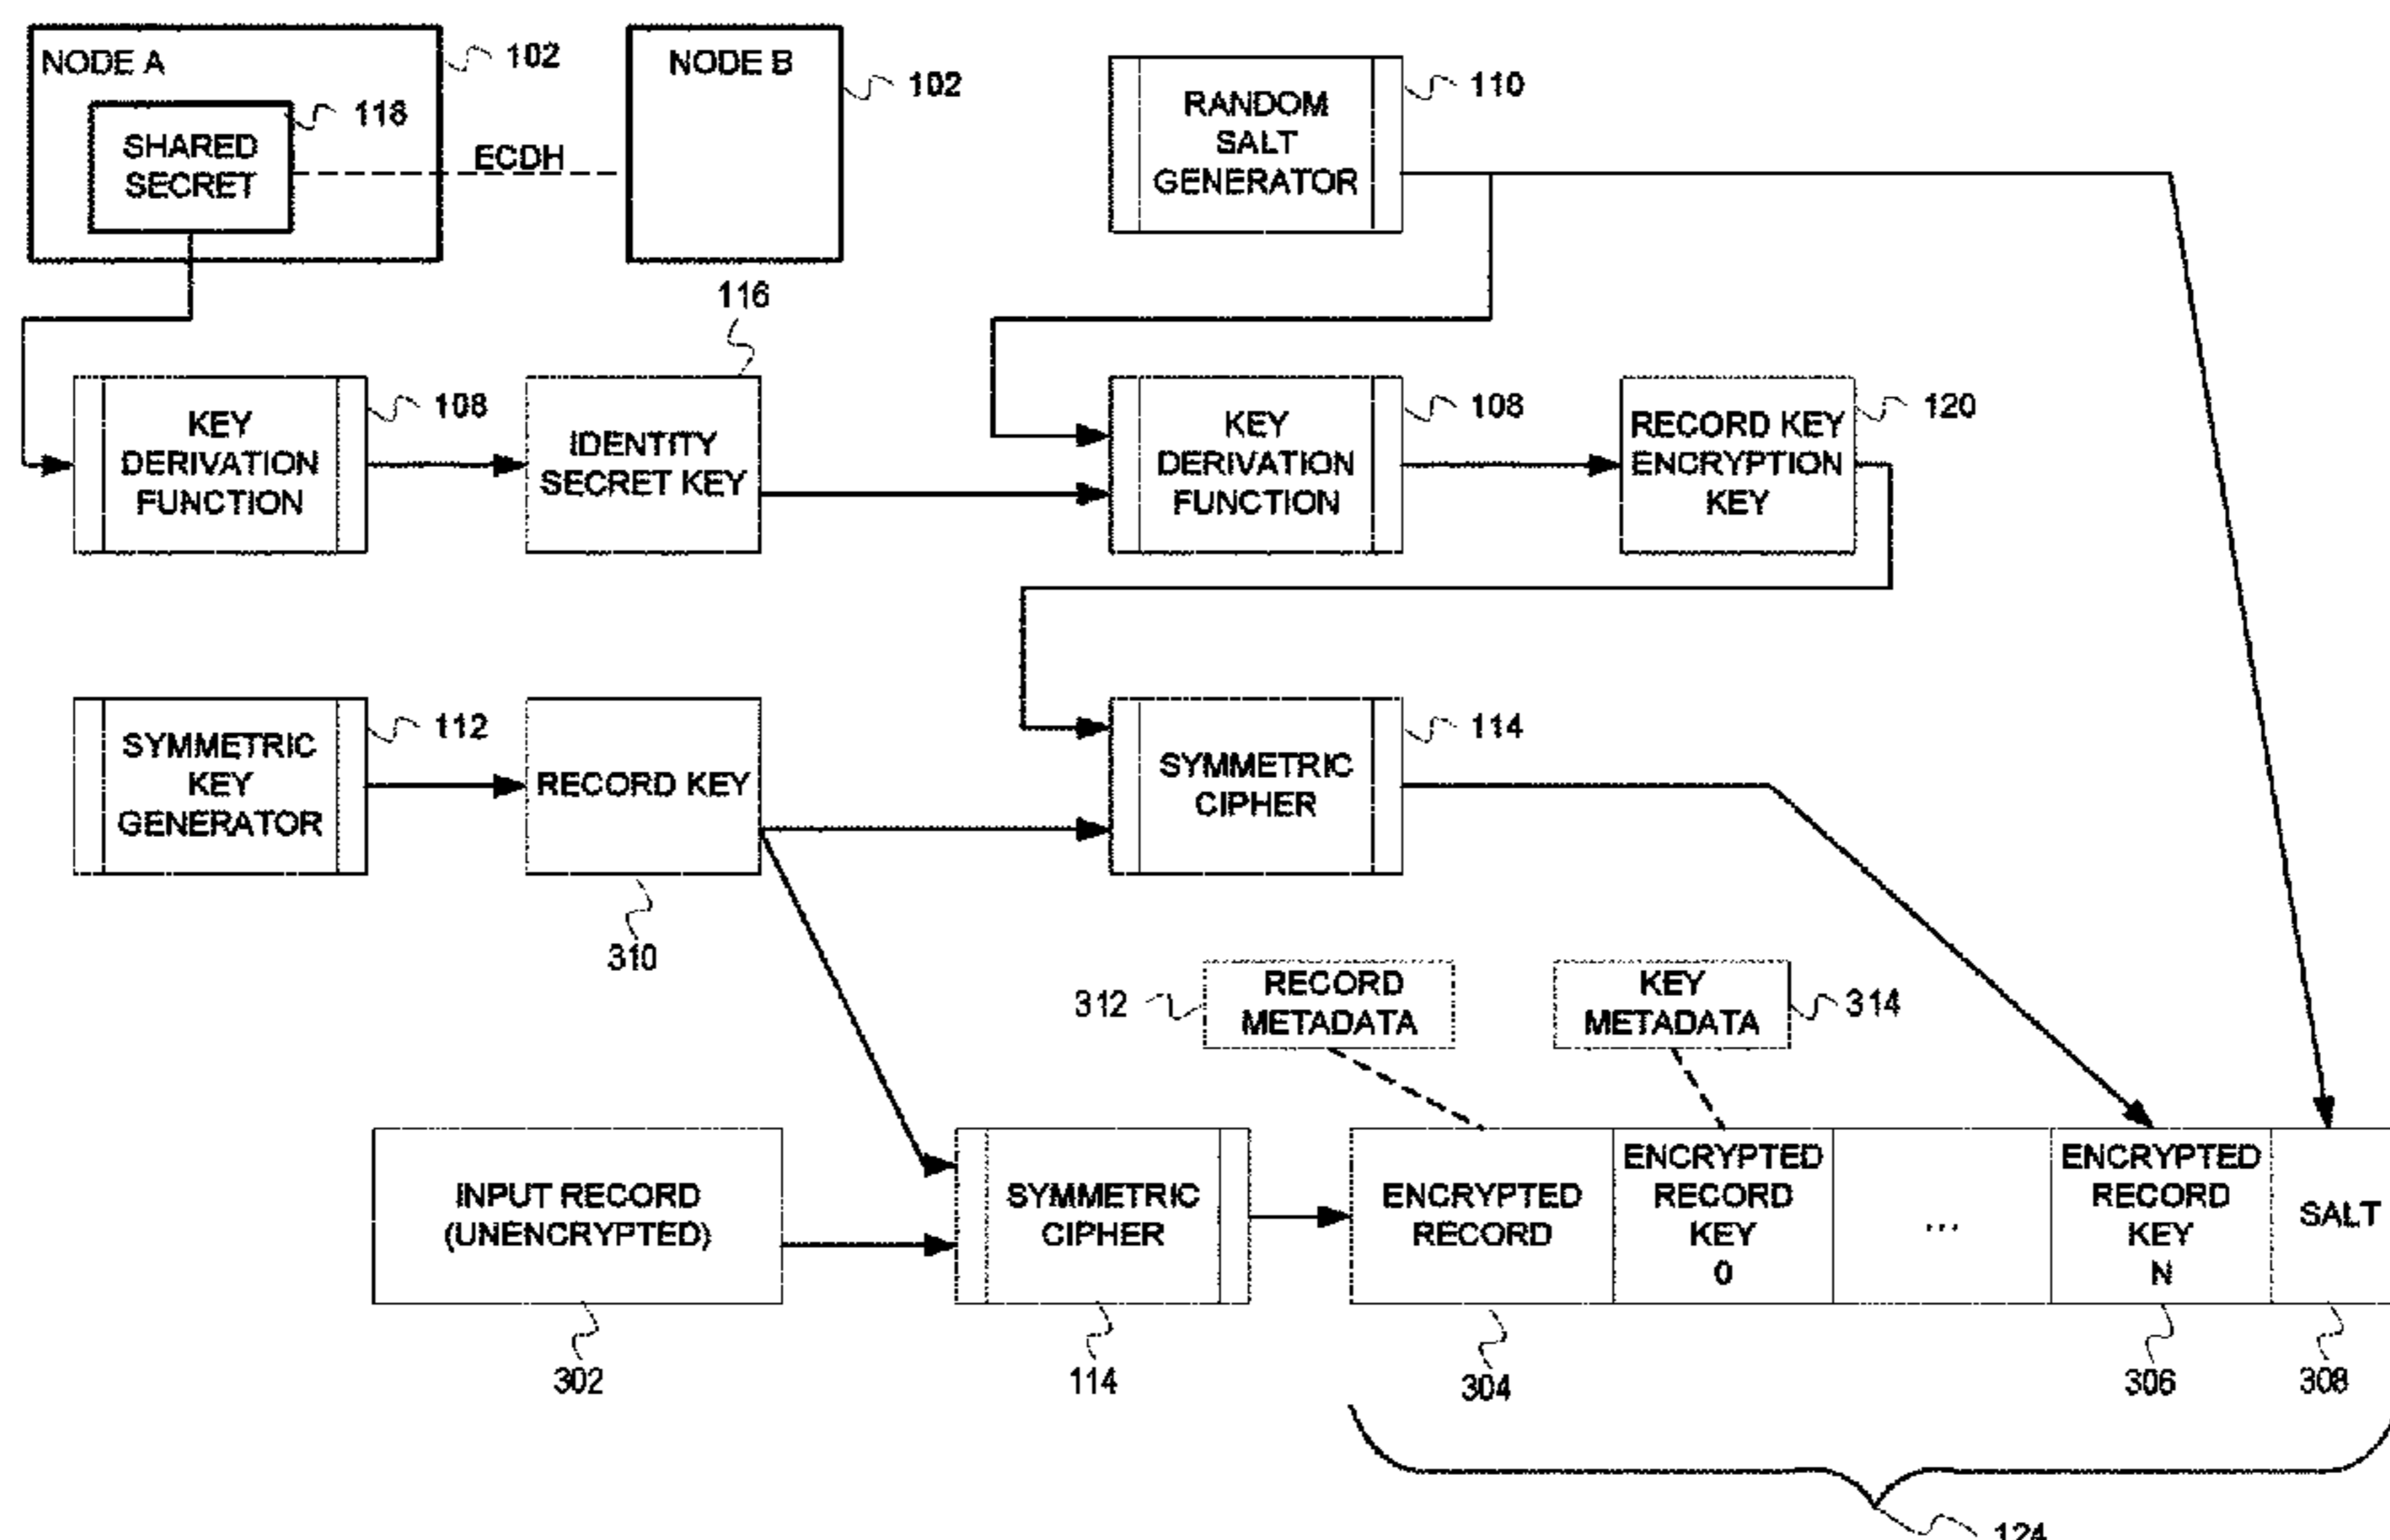 NODE A
102
NODE B
102
118
SHARED
SECRET
ECDH
RANDOM
SALT
GENERATOR
110
116
KEY
DERIVATION
FUNCTION
108
IDENTITY
SECRET KEY
KEY
DERIVATION
FUNCTION
108
RECORD KEY
ENCRYPTION
KEY
120
SYMMETRIC
KEY
GENERATOR
112
RECORD KEY
310
SYMMETRIC
CIPHER
114
312
RECORD
METADATA
KEY
METADATA
314
INPUT RECORD
(UNENCRYPTED)
302
SYMMETRIC
CIPHER
114
ENCRYPTED
RECORD
304
ENCRYPTED
RECORD
KEY
0
...
ENCRYPTED
RECORD
KEY
N
306
SALT
308
124